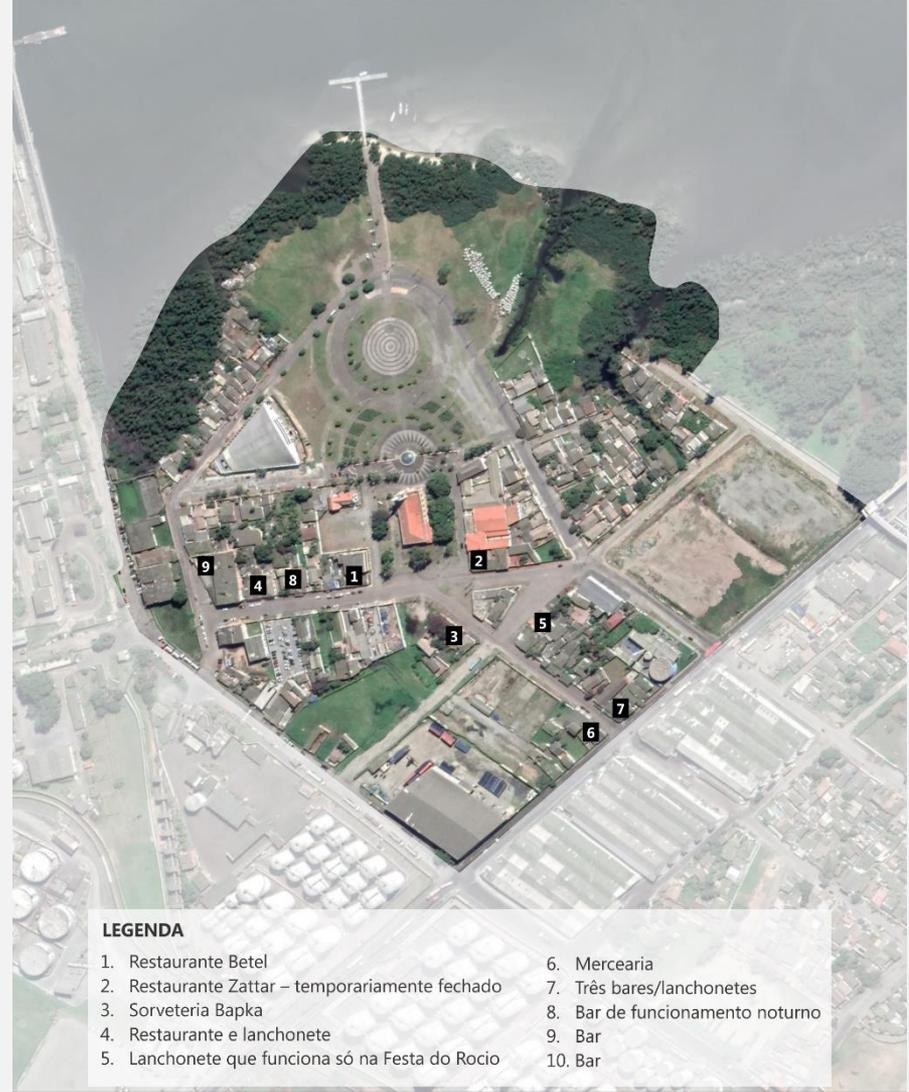 9
4
8
1
2
3
5
7
6
LEGENDA
1. Restaurante Betel
2. Restaurante Zattar – temporariamente fechado
3. Sorveteria Bapka
4. Restaurante e lanchonete
5. Lanchonete que funciona só na Festa do Rocio
6. Mercearia
7. Três bares/lanchonetes
8. Bar de funcionamento noturno
9. Bar
10. Bar